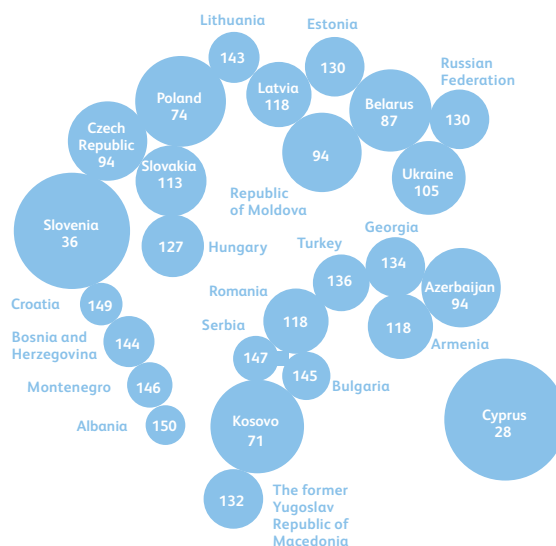 Lithuania
143
Estonia
130
Latvia
118
Poland
74
Russian
Federation
130
Belarus
87
Czech
Republic
94
Slovakia
113
94
Republic
of Moldova
Ukraine
105
Slovenia
36
127
Hungary
Georgia
134
Turkey
136
Azerbaijan
94
Romania
118
118
Armenia
Croatia
149
Serbia
147
Bosnia and
Herzegovina
144
145
Bulgaria
Montenegro
146
Albania
150
Kosovo
71
Cyprus
28
132
The former
Yugoslav
Republic of
Macedonia